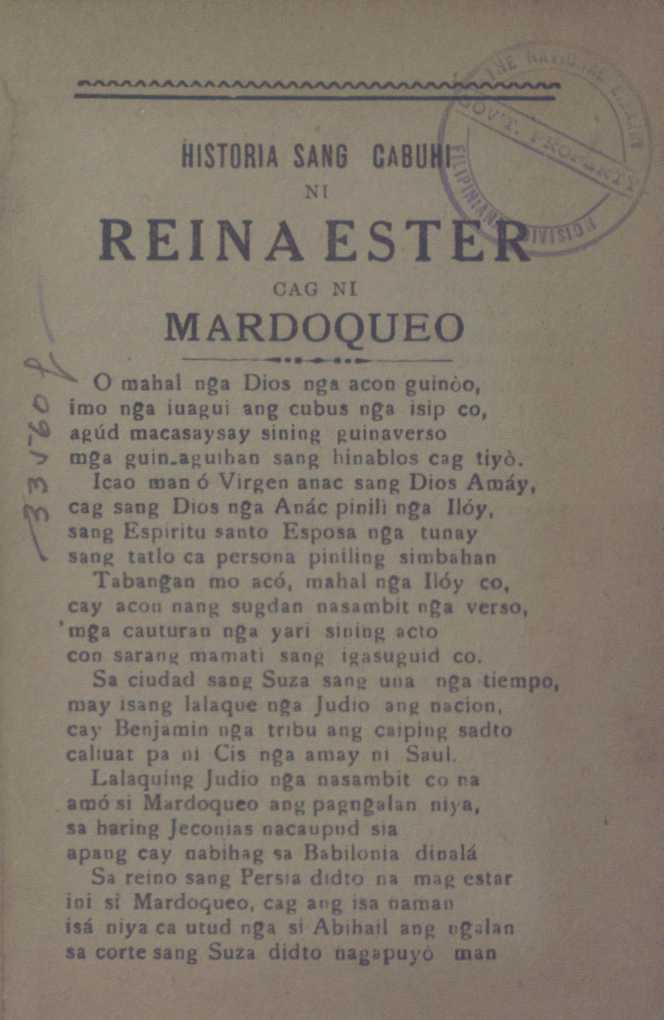 HISTORIA SANG CABUHI
NI
REINA ESTER
CAG NI
MARDOQUEO
O mahal nga Dios nga acon guinòo,
imo nga iuagui ang cubus nga isip co,
agúd macasaysay sining guinaverso
mga guin-aguihan sang hinablos cag tiyò.
Icao man ó Virgen anac sang Dios Amáy,
cag sang Dios nga Anác pinili nga Ilóy,
sang Espiritu santo Esposa nga tunay
sang tatlo ca persona piniling simbahan
Tabangan mo acó, mahal nga Ilóy co,
cay acon nang sugdan nasambit nga verso,
mga cauturan nga yari sining acto
con sarang mamati sang igasuguid co.
Sa ciudad sang Suza sang una nga tiempo,
may isang lalaque nga Judio ang nacion,
cay Benjamin nga tribu ang caiping sadto
caliuat pa ni Cis nga amay ni Saul.
Lalaquing Judio nga nasambit co na
amó si Mardoqueo ang pagngalan niya,
sa haring Jeconias nacaupud sia
apang cay nabihag sa Babilonia dinalá
Sa reino sang Persia didto na mag estar
ini si Mardoqueo, cag ang isa naman
isá niya ca utud nga si Abihail ang ngalan
sa corte sang Suza didto nagapuyò man
GOV'T. PROPERTY